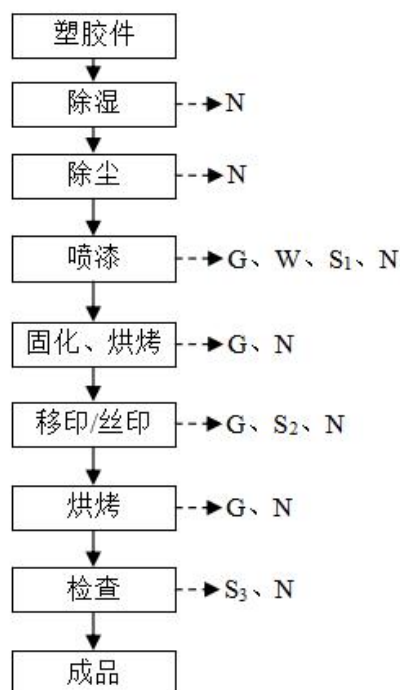 塑胶件
除湿 N
除尘 N
喷漆 G、W、S₁、N
固化、烘烤 G、N
移印/丝印 G、S₂、N
烘烤 G、N
检查 S₃、N
成品